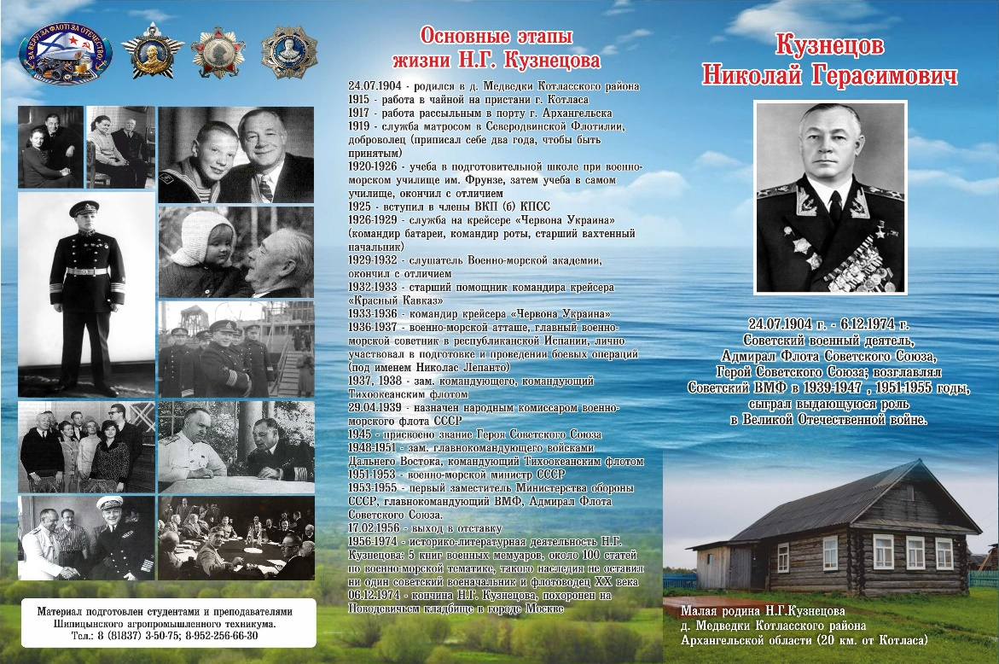 ЗА ВЕРУ! ЗА ФЛОТ! ЗА ОТЕЧЕСТВО!
Материал подготовлен студентами и преподавателями
Шипицынского агропромышленного техникума.
Тел.: 8 (81837) 3-50-75; 8-952-256-66-30
Основные этапы
жизни Н.Г. Кузнецова
24.07.1904 - родился в д. Медведки Котласского района
1915 - работа в чайной на пристани г. Котласа
1917 - работа рассыльным в порту г. Архангельска
1919 - служба матросом в Северодвинской Флотилии,
доброволец (приписал себе два года, чтобы быть
принятым)
1920-1926 - учеба в подготовительной школе при военно-
морском училище им. Фрунзе, затем учеба в самом
училище, окончил с отличием
1925 - вступил в члены ВКП (б) КПСС
1926-1929 - служба на крейсере «Червона Украина»
(командир батареи, командир роты, старший вахтенный
начальник)
1929-1932 - слушатель Военно-морской академии,
окончил с отличием
1932-1933 - старший помощник командира крейсера
«Красный Кавказ»
1933-1936 - командир крейсера «Червона Украина»
1936-1937 - военно-морской атташе, главный военно-
морской советник в республиканской Испании, лично
участвовал в подготовке и проведении боевых операций
(под именем Николас Лепанто)
1937, 1938 - зам. командующего, командующий
Тихоокеанским флотом
29.04.1939 - назначен народным комиссаром военно-
морского флота СССР
1945 - присвоено звание Героя Советского Союза
1948-1951 - зам. главнокомандующего войсками
Дальнего Востока, командующий Тихоокеанским флотом
1951-1953 - военно-морской министр СССР
1953-1955 - первый заместитель Министерства обороны
СССР, главнокомандующий ВМФ, Адмирал Флота
Советского Союза.
17.02.1956 - выход в отставку
1956-1974 - историко-литературная деятельность Н.Г.
Кузнецова: 5 книг военных мемуаров, около 100 статей
по военно-морской тематике, такого наследия не оставил
ни один советский военачальник и флотоводец XX века
06.12.1974 - кончина Н.Г. Кузнецова, похоронен на
Новодевичьем кладбище в городе Москве
Кузнецов
Николай Герасимович
24.07.1904 г. - 6.12.1974 г.
Советский военный деятель,
Адмирал Флота Советского Союза,
Герой Советского Союза; возглавлял
Советский ВМФ в 1939-1947 , 1951-1955 годы,
сыграл выдающуюся роль
в Великой Отечественной войне.
Малая родина Н.Г.Кузнецова
д. Медведки Котласского района
Архангельской области (20 км. от Котласа)